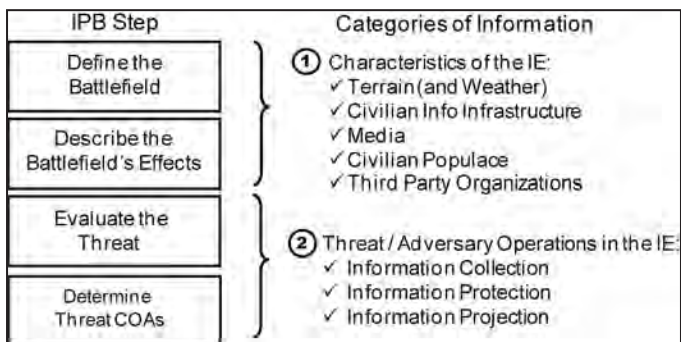 IPB Step
Categories of Information
Define the
Battlefield
Describe the
Battlefield's Effects
Evaluate the
Threat
Determine
Threat COAs
1 Characteristics of the IE:
✓ Terrain (and Weather)
✓ Civilian Info Infrastructure
✓ Media
✓ Civilian Populace
✓ Third Party Organizations
2 Threat / Adversary Operations in the IE:
✓ Information Collection
✓ Information Protection
✓ Information Projection